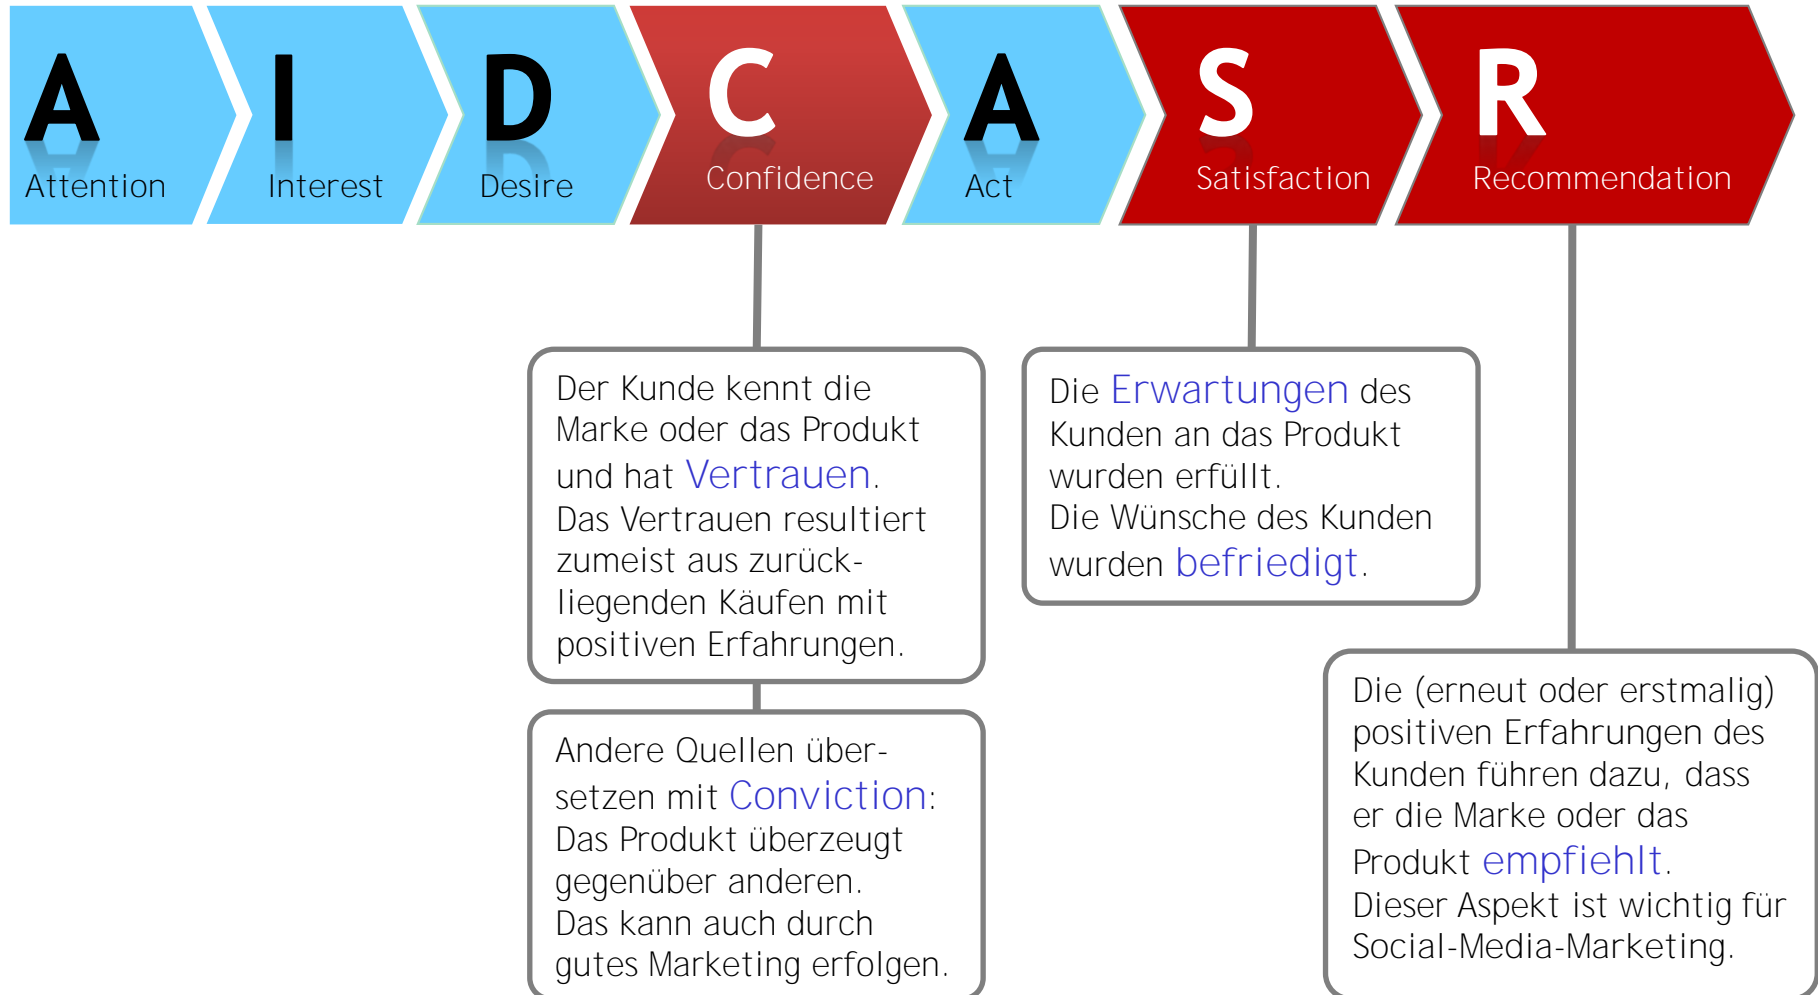 A I D C A S R
Attention Interest Desire Confidence Act Satisfaction Recommendation
Der Kunde kennt die
Marke oder das Produkt
und hat Vertrauen.
Das Vertrauen resultiert
zumeist aus zurück-
liegenden Käufen mit
positiven Erfahrungen.
Andere Quellen über-
setzen mit Conviction:
Das Produkt überzeugt
gegenüber anderen.
Das kann auch durch
gutes Marketing erfolgen.
Die Erwartungen des
Kunden an das Produkt
wurden erfüllt.
Die Wünsche des Kunden
wurden befriedigt.
Die (erneut oder erstmalig)
positiven Erfahrungen des
Kunden führen dazu, dass
er die Marke oder das
Produkt empfiehlt.
Dieser Aspekt ist wichtig für
Social-Media-Marketing.